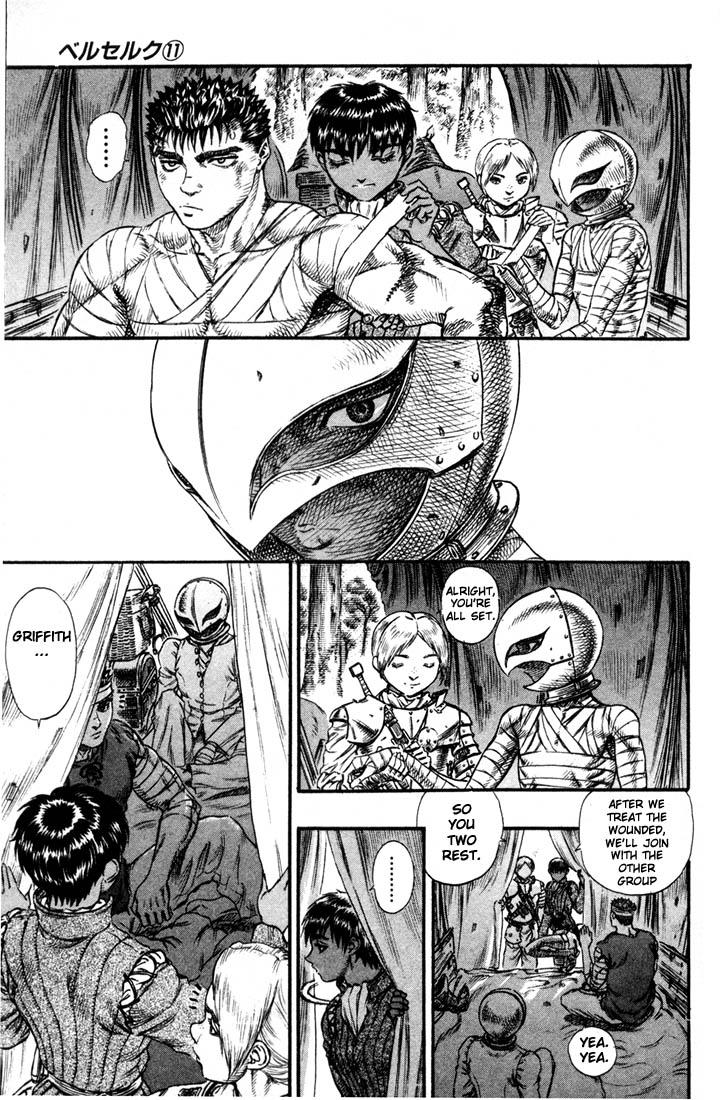 ベルセルク⑪
......
ALRIGHT,
YOU'RE
ALL SET.
GRIFFITH
...
AFTER WE
TREAT THE
WOUNDED,
WE'LL JOIN
WITH THE
OTHER
GROUP
SO
YOU
TWO
REST.
YEA.
YEA.
......